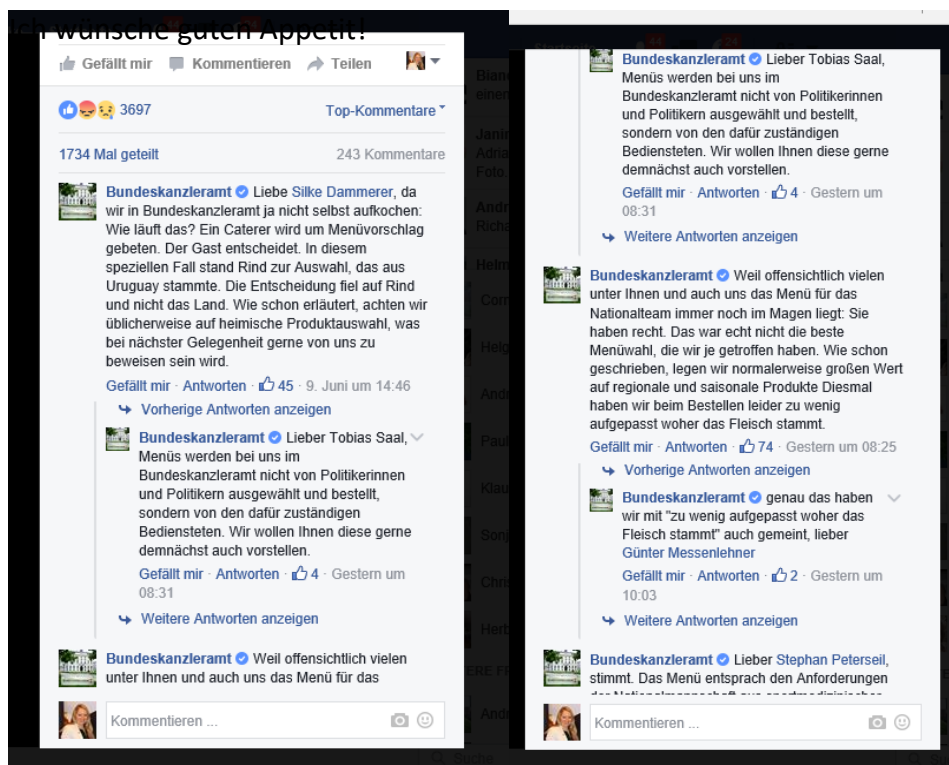 Ich wünsche guten Appetit!
Gefällt mir Kommentieren Teilen
3697 Top-Kommentare
1734 Mal geteilt 243 Kommentare
Bundeskanzleramt Liebe Silke Dammerer, da
wir in Bundeskanzleramt ja nicht selbst aufkochen:
Wie läuft das? Ein Caterer wird um Menüvorschlag
gebeten. Der Gast entscheidet. In diesem
speziellen Fall stand Rind zur Auswahl, das aus
Uruguay stammte. Die Entscheidung fiel auf Rind
und nicht das Land. Wie schon erläutert, achten wir
üblicherweise auf heimische Produktauswahl, was
bei nächster Gelegenheit gerne von uns zu
beweisen sein wird.
Gefällt mir · Antworten · 45 · 9. Juni um 14:46
Vorherige Antworten anzeigen
Bundeskanzleramt Lieber Tobias Saal,
Menüs werden bei uns im
Bundeskanzleramt nicht von Politikerinnen
und Politikern ausgewählt und bestellt,
sondern von den dafür zuständigen
Bediensteten. Wir wollen Ihnen diese gerne
demnächst auch vorstellen.
Gefällt mir · Antworten · 4 · Gestern um
08:31
Weitere Antworten anzeigen
Bundeskanzleramt Weil offensichtlich vielen
unter Ihnen und auch uns das Menü für das
Kommentieren ...
Startseite 44 24
Bundeskanzleramt Lieber Tobias Saal,
Menüs werden bei uns im
Bundeskanzleramt nicht von Politikerinnen
und Politikern ausgewählt und bestellt,
sondern von den dafür zuständigen
Bediensteten. Wir wollen Ihnen diese gerne
demnächst auch vorstellen.
Gefällt mir · Antworten · 4 · Gestern um
08:31
Weitere Antworten anzeigen
Bundeskanzleramt Weil offensichtlich vielen
unter Ihnen und auch uns das Menü für das
Nationalteam immer noch im Magen liegt: Sie
haben recht. Das war echt nicht die beste
Menüwahl, die wir je getroffen haben. Wie schon
geschrieben, legen wir normalerweise großen Wert
auf regionale und saisonale Produkte Diesmal
haben wir beim Bestellen leider zu wenig
aufgepasst woher das Fleisch stammt.
Gefällt mir · Antworten · 74 · Gestern um 08:25
Vorherige Antworten anzeigen
Bundeskanzleramt genau das haben
wir mit "zu wenig aufgepasst woher das
Fleisch stammt" auch gemeint, lieber
Günter Messenlehner
Gefällt mir · Antworten · 2 · Gestern um
10:03
Weitere Antworten anzeigen
Bundeskanzleramt Lieber Stephan Peterseil,
stimmt. Das Menü entsprach den Anforderungen
der Nationalmannschaft aus sportmedizinischer
Kommentieren ...
Suche